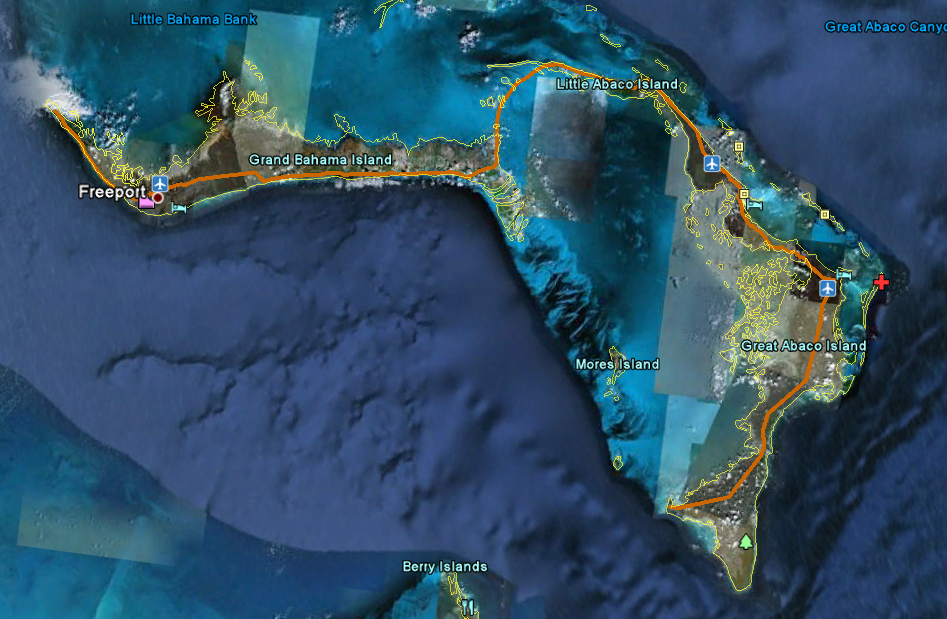 Little Bahama Bank
Great Abaco Canyo
Little Abaco Island
Grand Bahama Island
Freeport
Great Abaco Island
Mores Island
Berry Islands